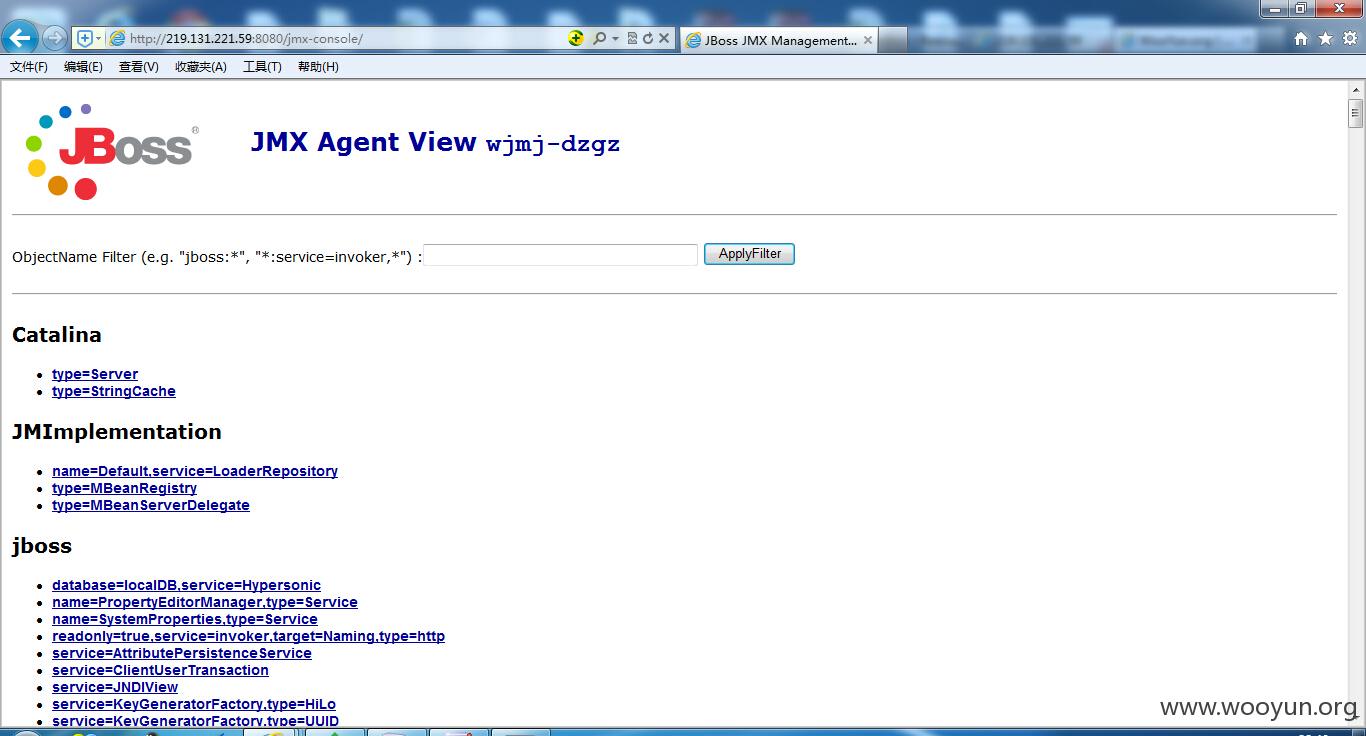 http://219.131.221.59:8080/jmx-console/
JBoss JMX Management...
文件(F) 编辑(E) 查看(V) 收藏夹(A) 工具(T) 帮助(H)
JBoss®
JMX Agent View wjmj-dzgz
ObjectName Filter (e.g. "jboss:*", "*:service=invoker,*") :
ApplyFilter
Catalina
type=Server
type=StringCache
JMImplementation
name=Default,service=LoaderRepository
type=MBeanRegistry
type=MBeanServerDelegate
jboss
database=localDB,service=Hypersonic
name=PropertyEditorManager,type=Service
name=SystemProperties,type=Service
readonly=true,service=invoker,target=Naming,type=http
service=AttributePersistenceService
service=ClientUserTransaction
service=JNDIView
service=KeyGeneratorFactory,type=HiLo
service=KeyGeneratorFactory,type=UUID
www.wooyun.org